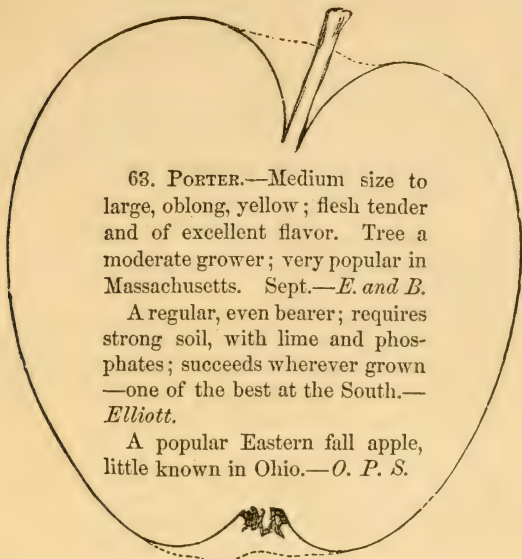 63. PORTER.—Medium size to
large, oblong, yellow; flesh tender
and of excellent flavor. Tree a
moderate grower; very popular in
Massachusetts. Sept.—E. and B.
A regular, even bearer; requires
strong soil, with lime and phos-
phates; succeeds wherever grown
—one of the best at the South.—
Elliott.
A popular Eastern fall apple,
little known in Ohio.—O. P. S.